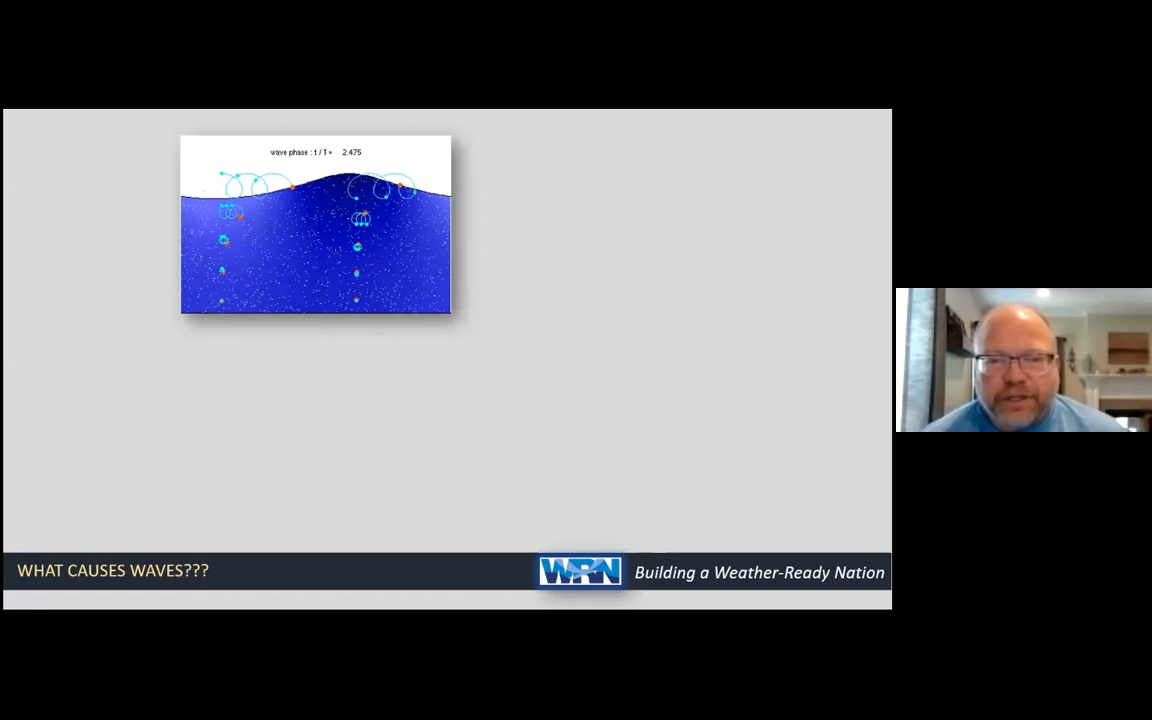 wave phase : t / T = 2.475
WHAT CAUSES WAVES???
WRN
Building a Weather-Ready Nation